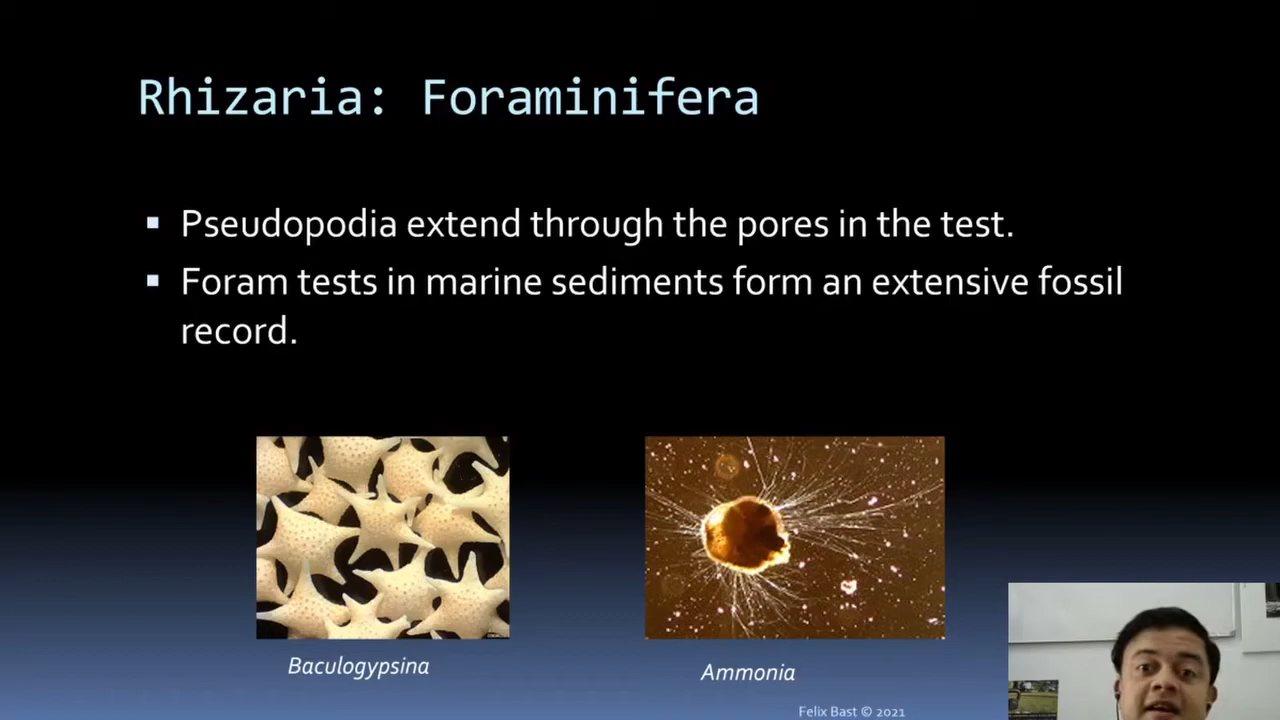 Rhizaria: Foraminifera
▪ Pseudopodia extend through the pores in the test.
▪ Foram tests in marine sediments form an extensive fossil
record.
Baculogypsina
Ammonia
Felix Bast © 2021